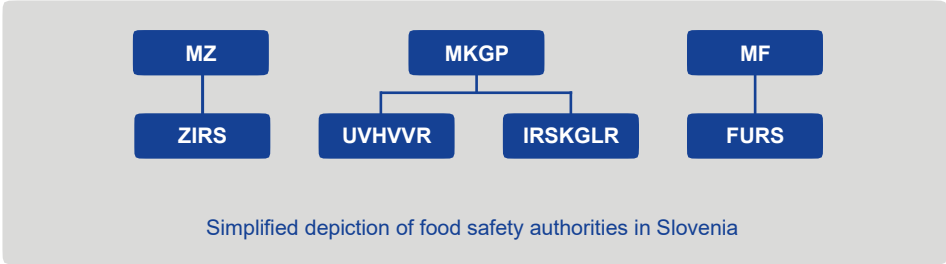 MZ MKGP MF
ZIRS UVHVVR IRSKGLR FURS
Simplified depiction of food safety authorities in Slovenia